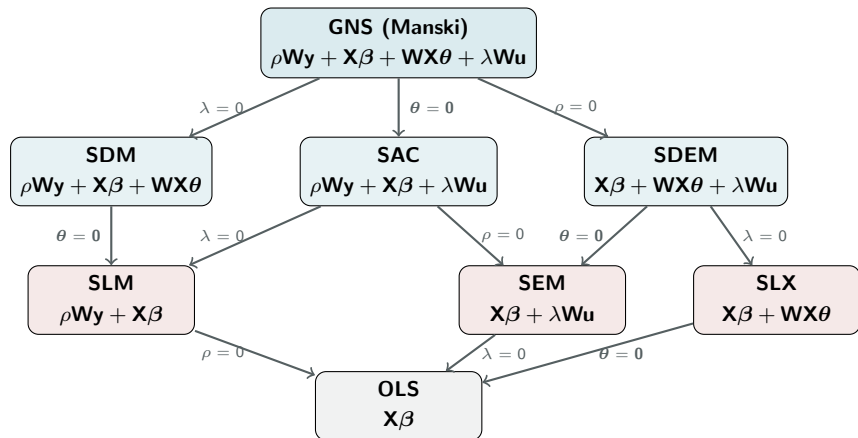 GNS (Manski)
ρWy + Xβ + WXθ + λWu
λ = 0
θ = 0
ρ = 0
SDM
ρWy + Xβ + WXθ
SAC
ρWy + Xβ + λWu
SDEM
Xβ + WXθ + λWu
θ = 0
λ = 0
ρ = 0
θ = 0
λ = 0
SLM
ρWy + Xβ
SEM
Xβ + λWu
SLX
Xβ + WXθ
ρ = 0
λ = 0
θ = 0
OLS
Xβ